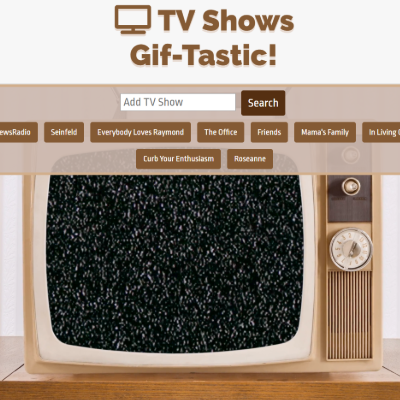 TV Shows
Gif-Tastic!
Add TV Show Search
ewsRadio Seinfeld Everybody Loves Raymond The Office Friends Mama's Family In Living
Curb Your Enthusiasm Roseanne